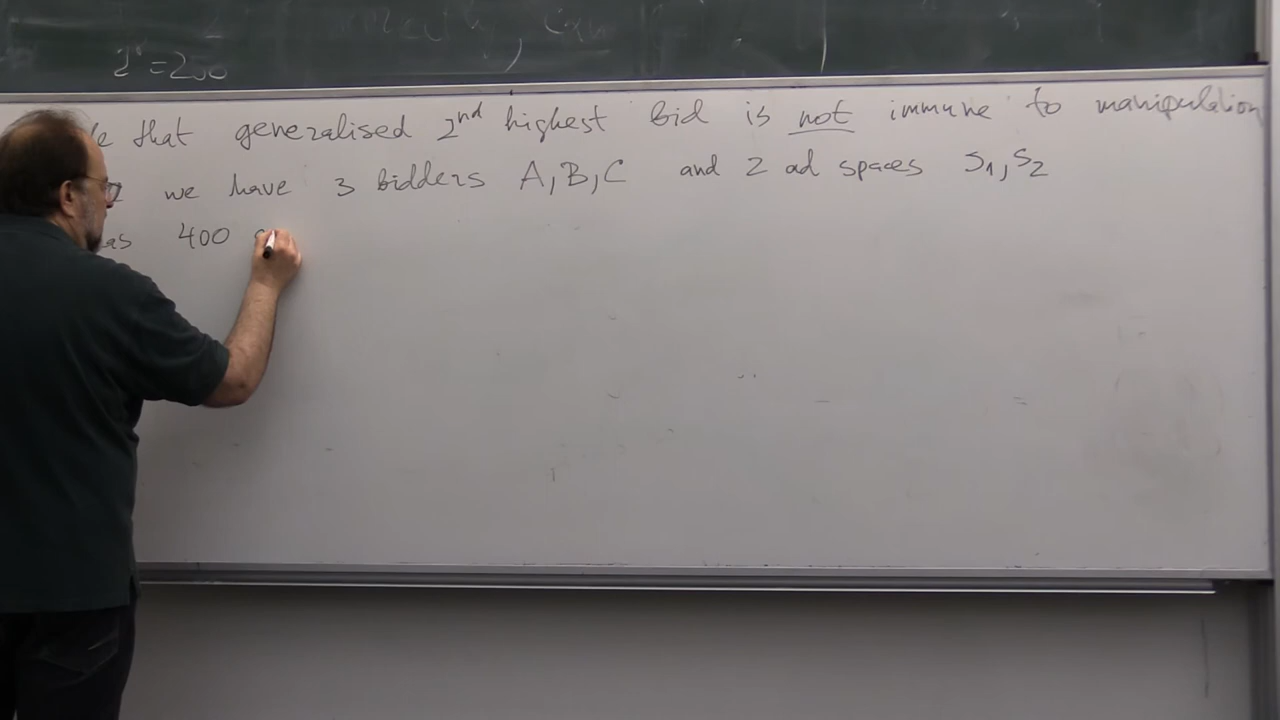 2ⁿ = 200
that generalised 2nd highest bid is not immune to manipulation
we have 3 bidders A, B, C and 2 ad spaces S1, S2
as 400